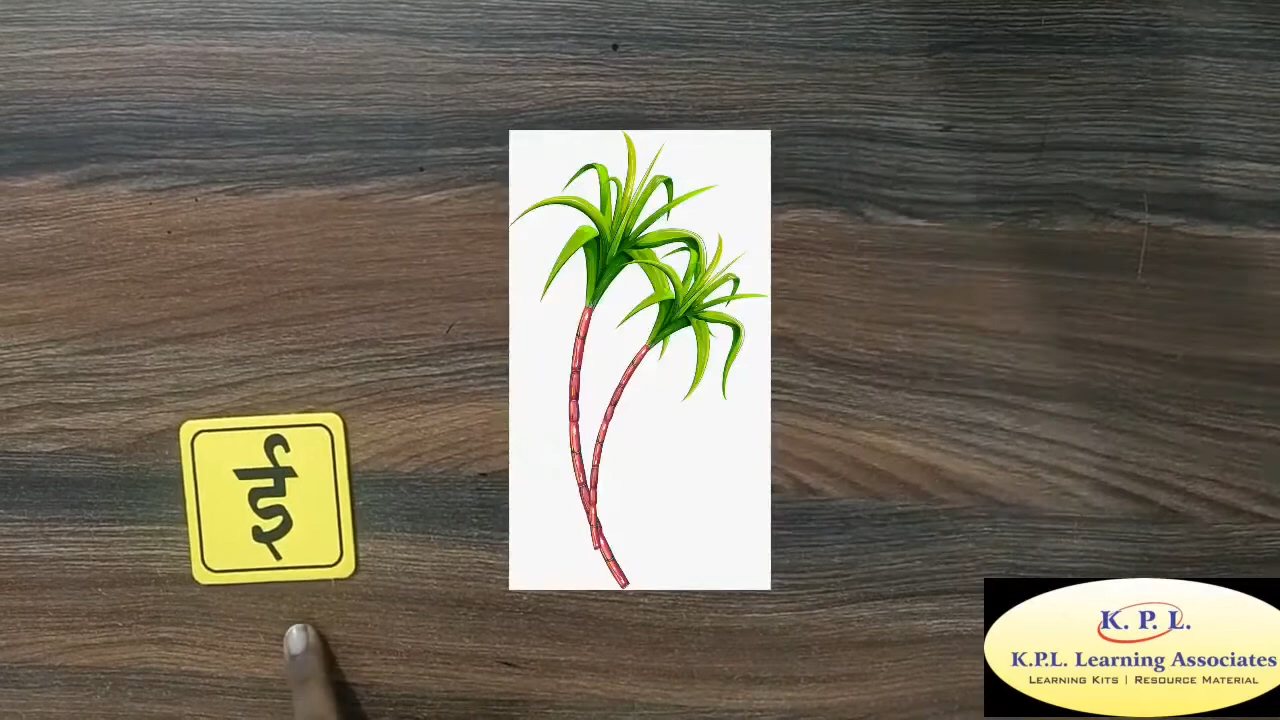 ई
K. P. L.
K.P.L. Learning Associates
Learning Kits | Resource Material